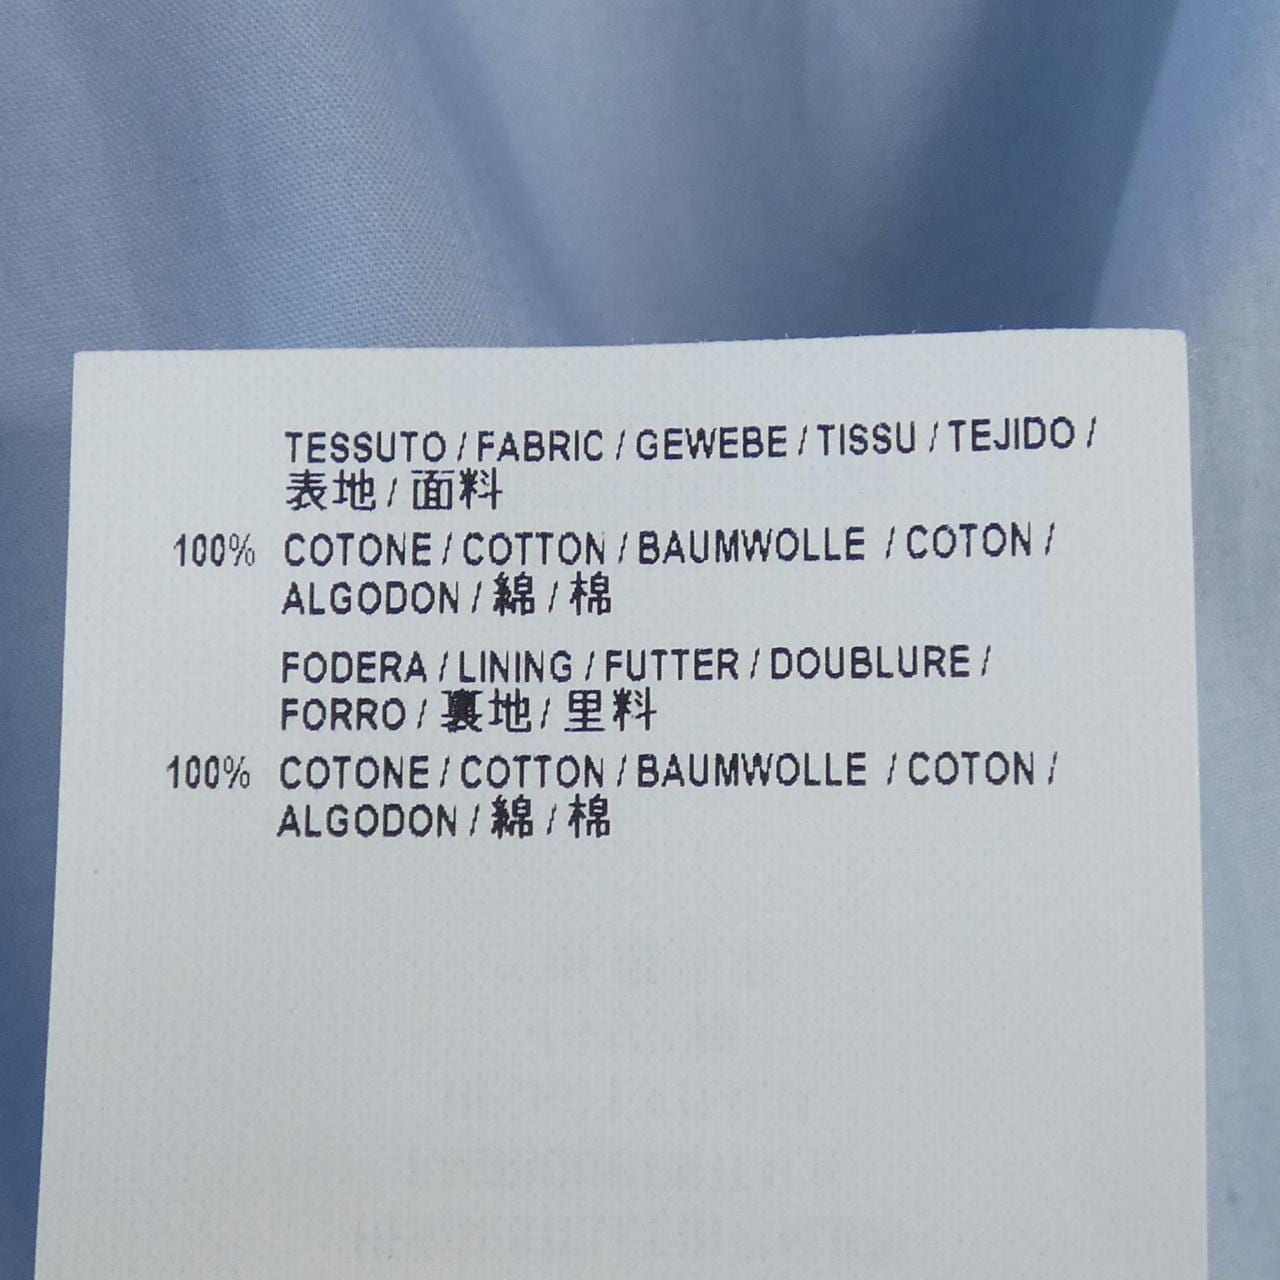 TESSUTO / FABRIC / GEWEBE / TISSU / TEJIDO /
表地 / 面料
100% COTONE / COTTON / BAUMWOLLE / COTON /
ALGODON / 綿 / 棉
FODERA / LINING / FUTTER / DOUBLURE /
FORRO / 裏地 / 里料
100% COTONE / COTTON / BAUMWOLLE / COTON /
ALGODON / 綿 / 棉